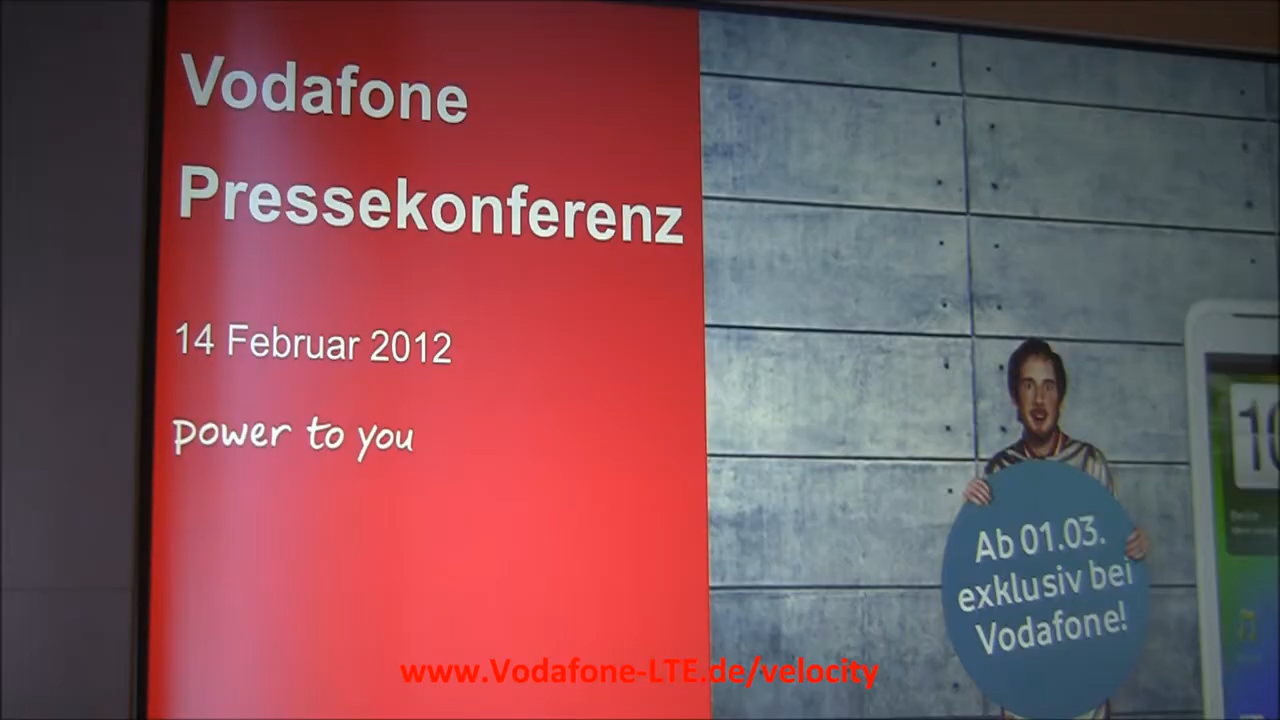 Vodafone
Pressekonferenz
14 Februar 2012
power to you
Ab 01.03.
exklusiv bei
Vodafone!
10
www.Vodafone-LTE.de/velocity